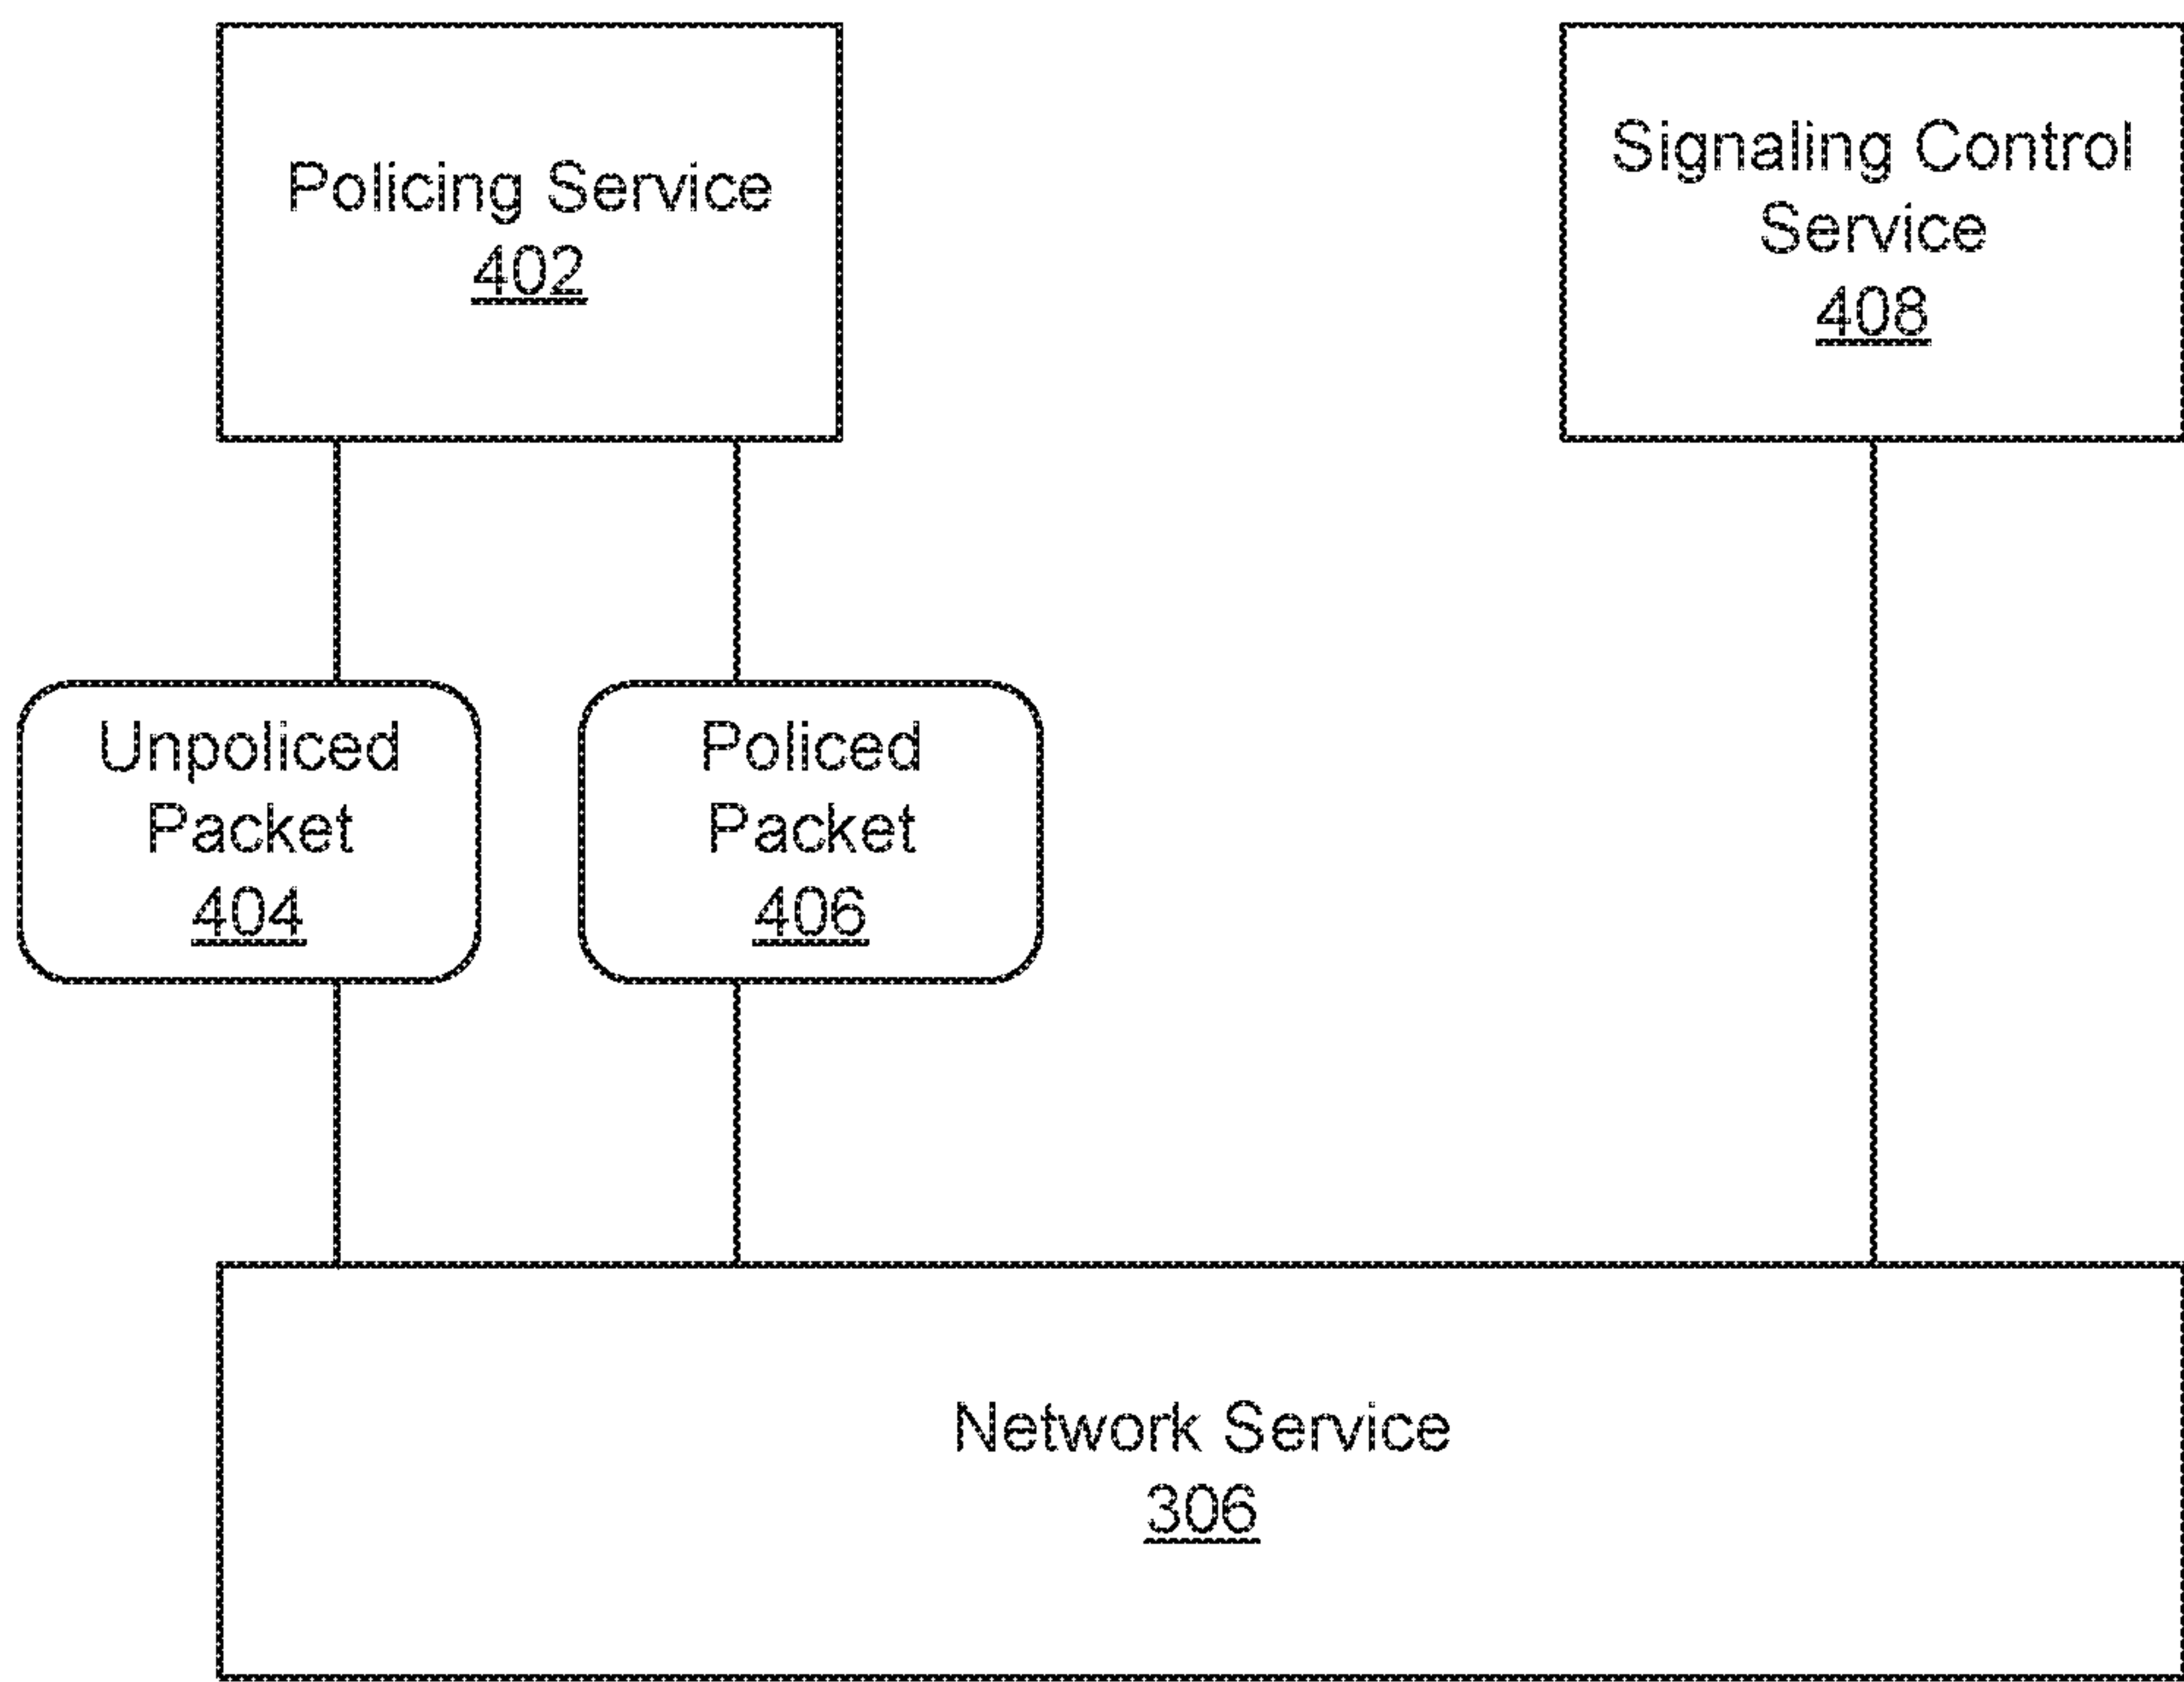 Policing Service
402
Signaling Control
Service
408
Unpoliced
Packet
404
Policed
Packet
406
Network Service
306